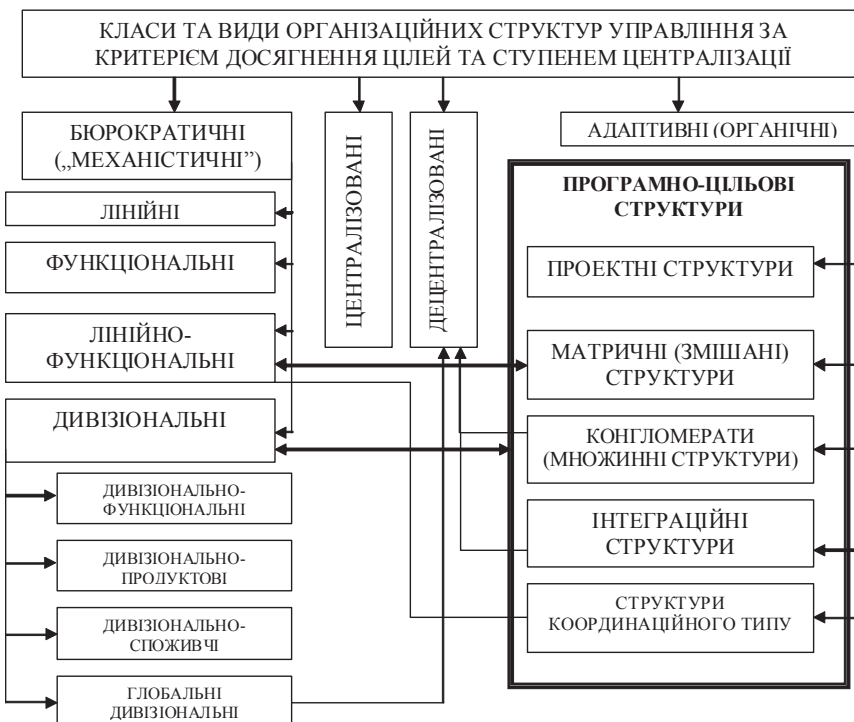 КЛАСИ ТА ВИДИ ОРГАНІЗАЦІЙНИХ СТРУКТУР УПРАВЛІННЯ ЗА
КРИТЕРІЄМ ДОСЯГНЕННЯ ЦІЛЕЙ ТА СТУПЕНЕМ ЦЕНТРАЛІЗАЦІЇ
БЮРОКРАТИЧНІ
(„МЕХАНІСТИЧНІ”)
ЛІНІЙНІ
ФУНКЦІОНАЛЬНІ
ЛІНІЙНО-
ФУНКЦІОНАЛЬНІ
ДИВІЗІОНАЛЬНІ
ДИВІЗІОНАЛЬНО-
ФУНКЦІОНАЛЬНІ
ДИВІЗІОНАЛЬНО-
ПРОДУКТОВІ
ДИВІЗІОНАЛЬНО-
СПОЖИВЧІ
ГЛОБАЛЬНІ
ДИВІЗІОНАЛЬНІ
ЦЕНТРАЛІЗОВАНІ
ДЕЦЕНТРАЛІЗОВАНІ
АДАПТИВНІ (ОРГАНІЧНІ)
ПРОГРАМНО-ЦІЛЬОВІ
СТРУКТУРИ
ПРОЕКТНІ СТРУКТУРИ
МАТРИЧНІ (ЗМІШАНІ)
СТРУКТУРИ
КОНГЛОМЕРАТИ
(МНОЖИННІ СТРУКТУРИ)
ІНТЕГРАЦІЙНІ
СТРУКТУРИ
СТРУКТУРИ
КООРДИНАЦІЙНОГО ТИПУ